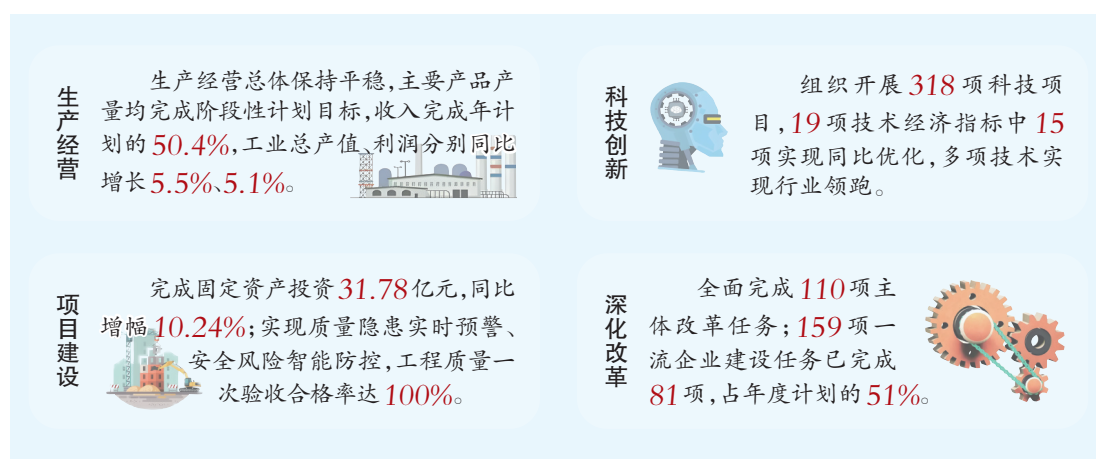 生产经营
生产经营总体保持平稳,主要产品产
量均完成阶段性计划目标,收入完成年计
划的50.4%,工业总产值、利润分别同比
增长5.5%、5.1%。
科技创新
组织开展318项科技项
目,19项技术经济指标中15
项实现同比优化,多项技术实
现行业领跑。
项目建设
完成固定资产投资31.78亿元,同比
增幅10.24%;实现质量隐患实时预警、
安全风险智能防控,工程质量一
次验收合格率达100%。
深化改革
全面完成110项主
体改革任务;159项一
流企业建设任务已完成
81项,占年度计划的51%。